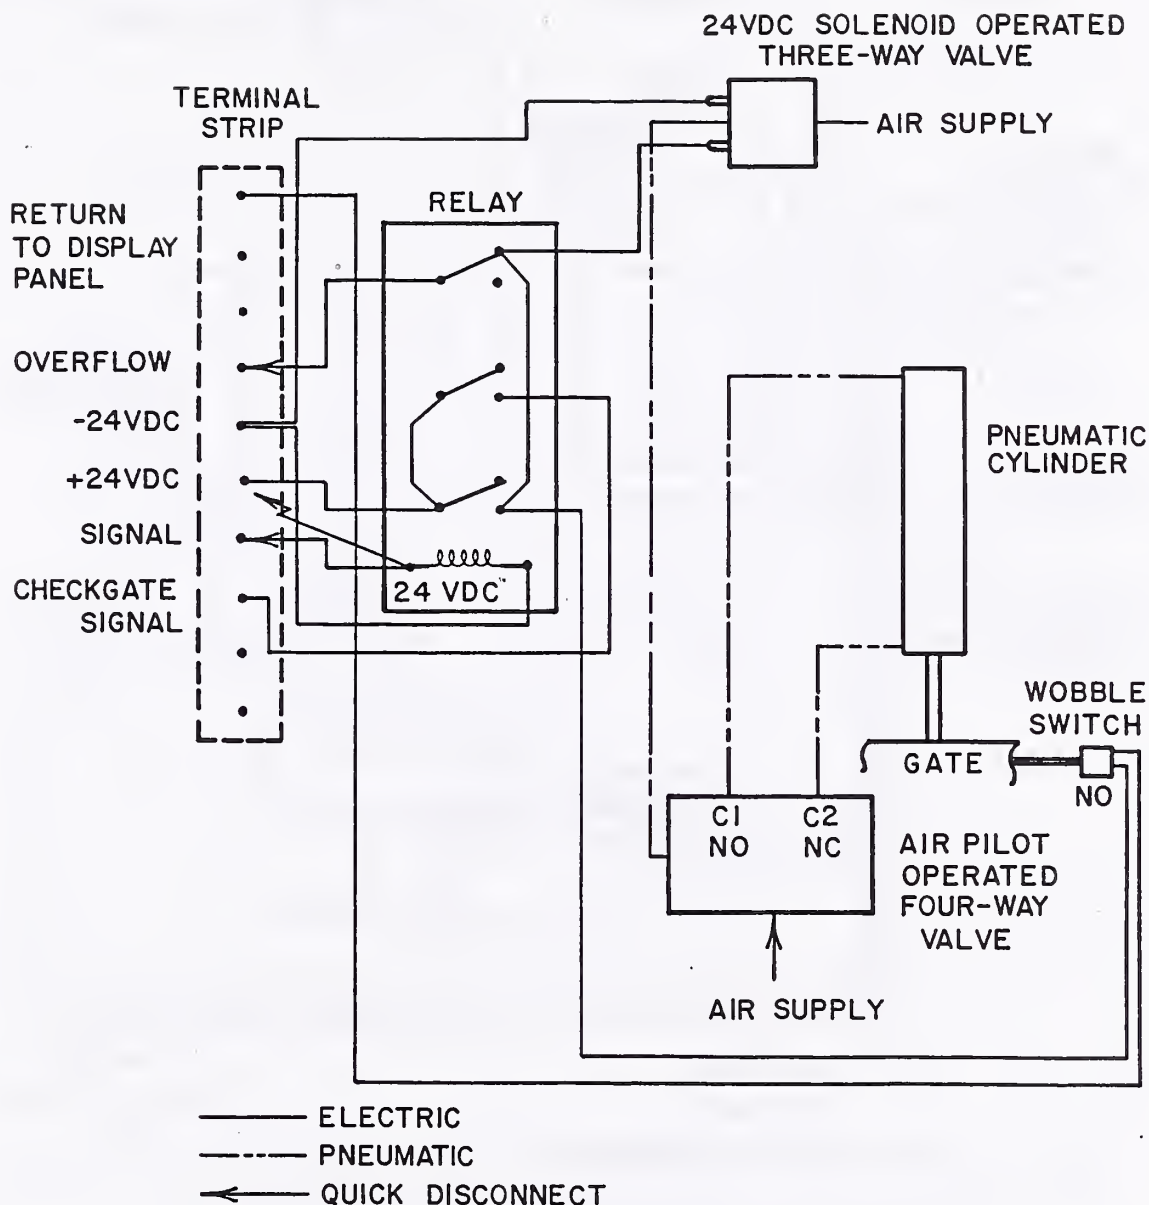 24VDC SOLENOID OPERATED
THREE-WAY VALVE
TERMINAL
STRIP
AIR SUPPLY
RELAY
RETURN
TO DISPLAY
PANEL
OVERFLOW
-24VDC
+24VDC
SIGNAL
CHECKGATE
SIGNAL
24 VDC
PNEUMATIC
CYLINDER
WOBBLE
SWITCH
GATE
NO
C1
NO
C2
NC
AIR PILOT
OPERATED
FOUR-WAY
VALVE
AIR SUPPLY
ELECTRIC
PNEUMATIC
QUICK DISCONNECT